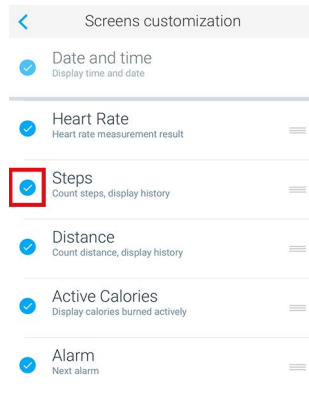 Screens customization
Date and time
Display time and date
Heart Rate
Heart rate measurement result
Steps
Count steps, display history
Distance
Count distance, display history
Active Calories
Display calories burned actively
Alarm
Next alarm